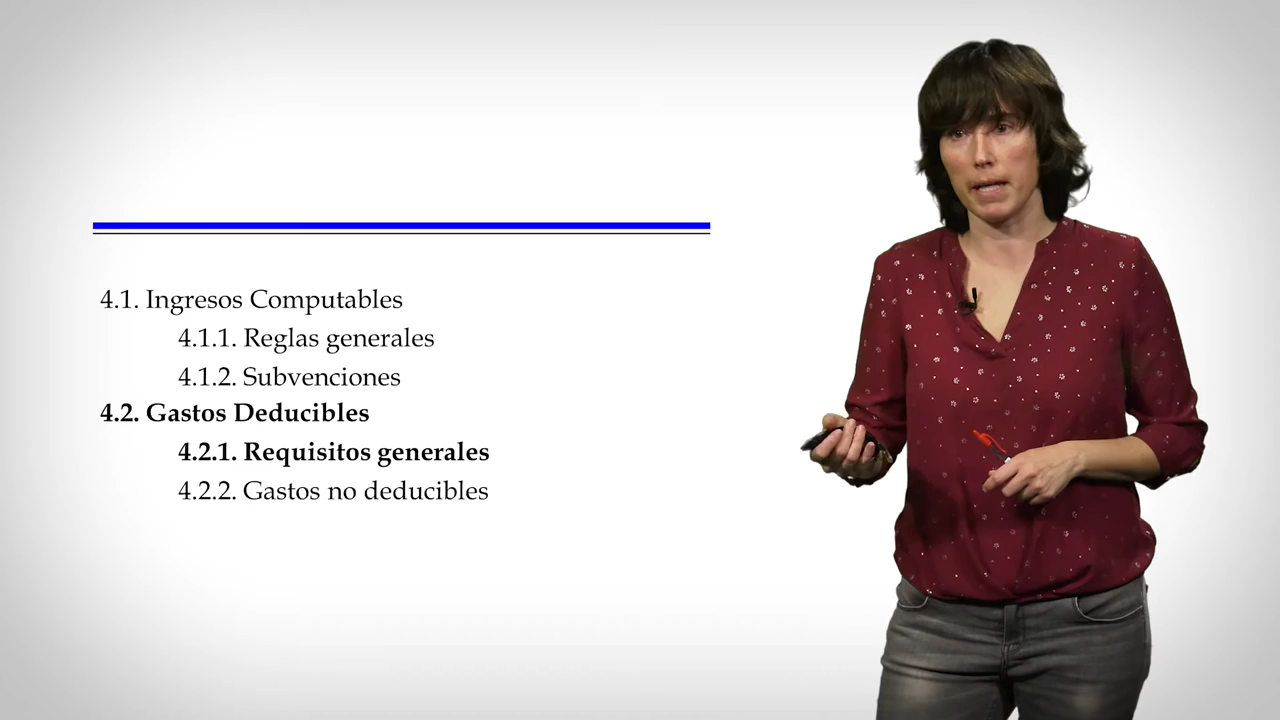 4.1. Ingresos Computables
4.1.1. Reglas generales
4.1.2. Subvenciones
4.2. Gastos Deducibles
4.2.1. Requisitos generales
4.2.2. Gastos no deducibles